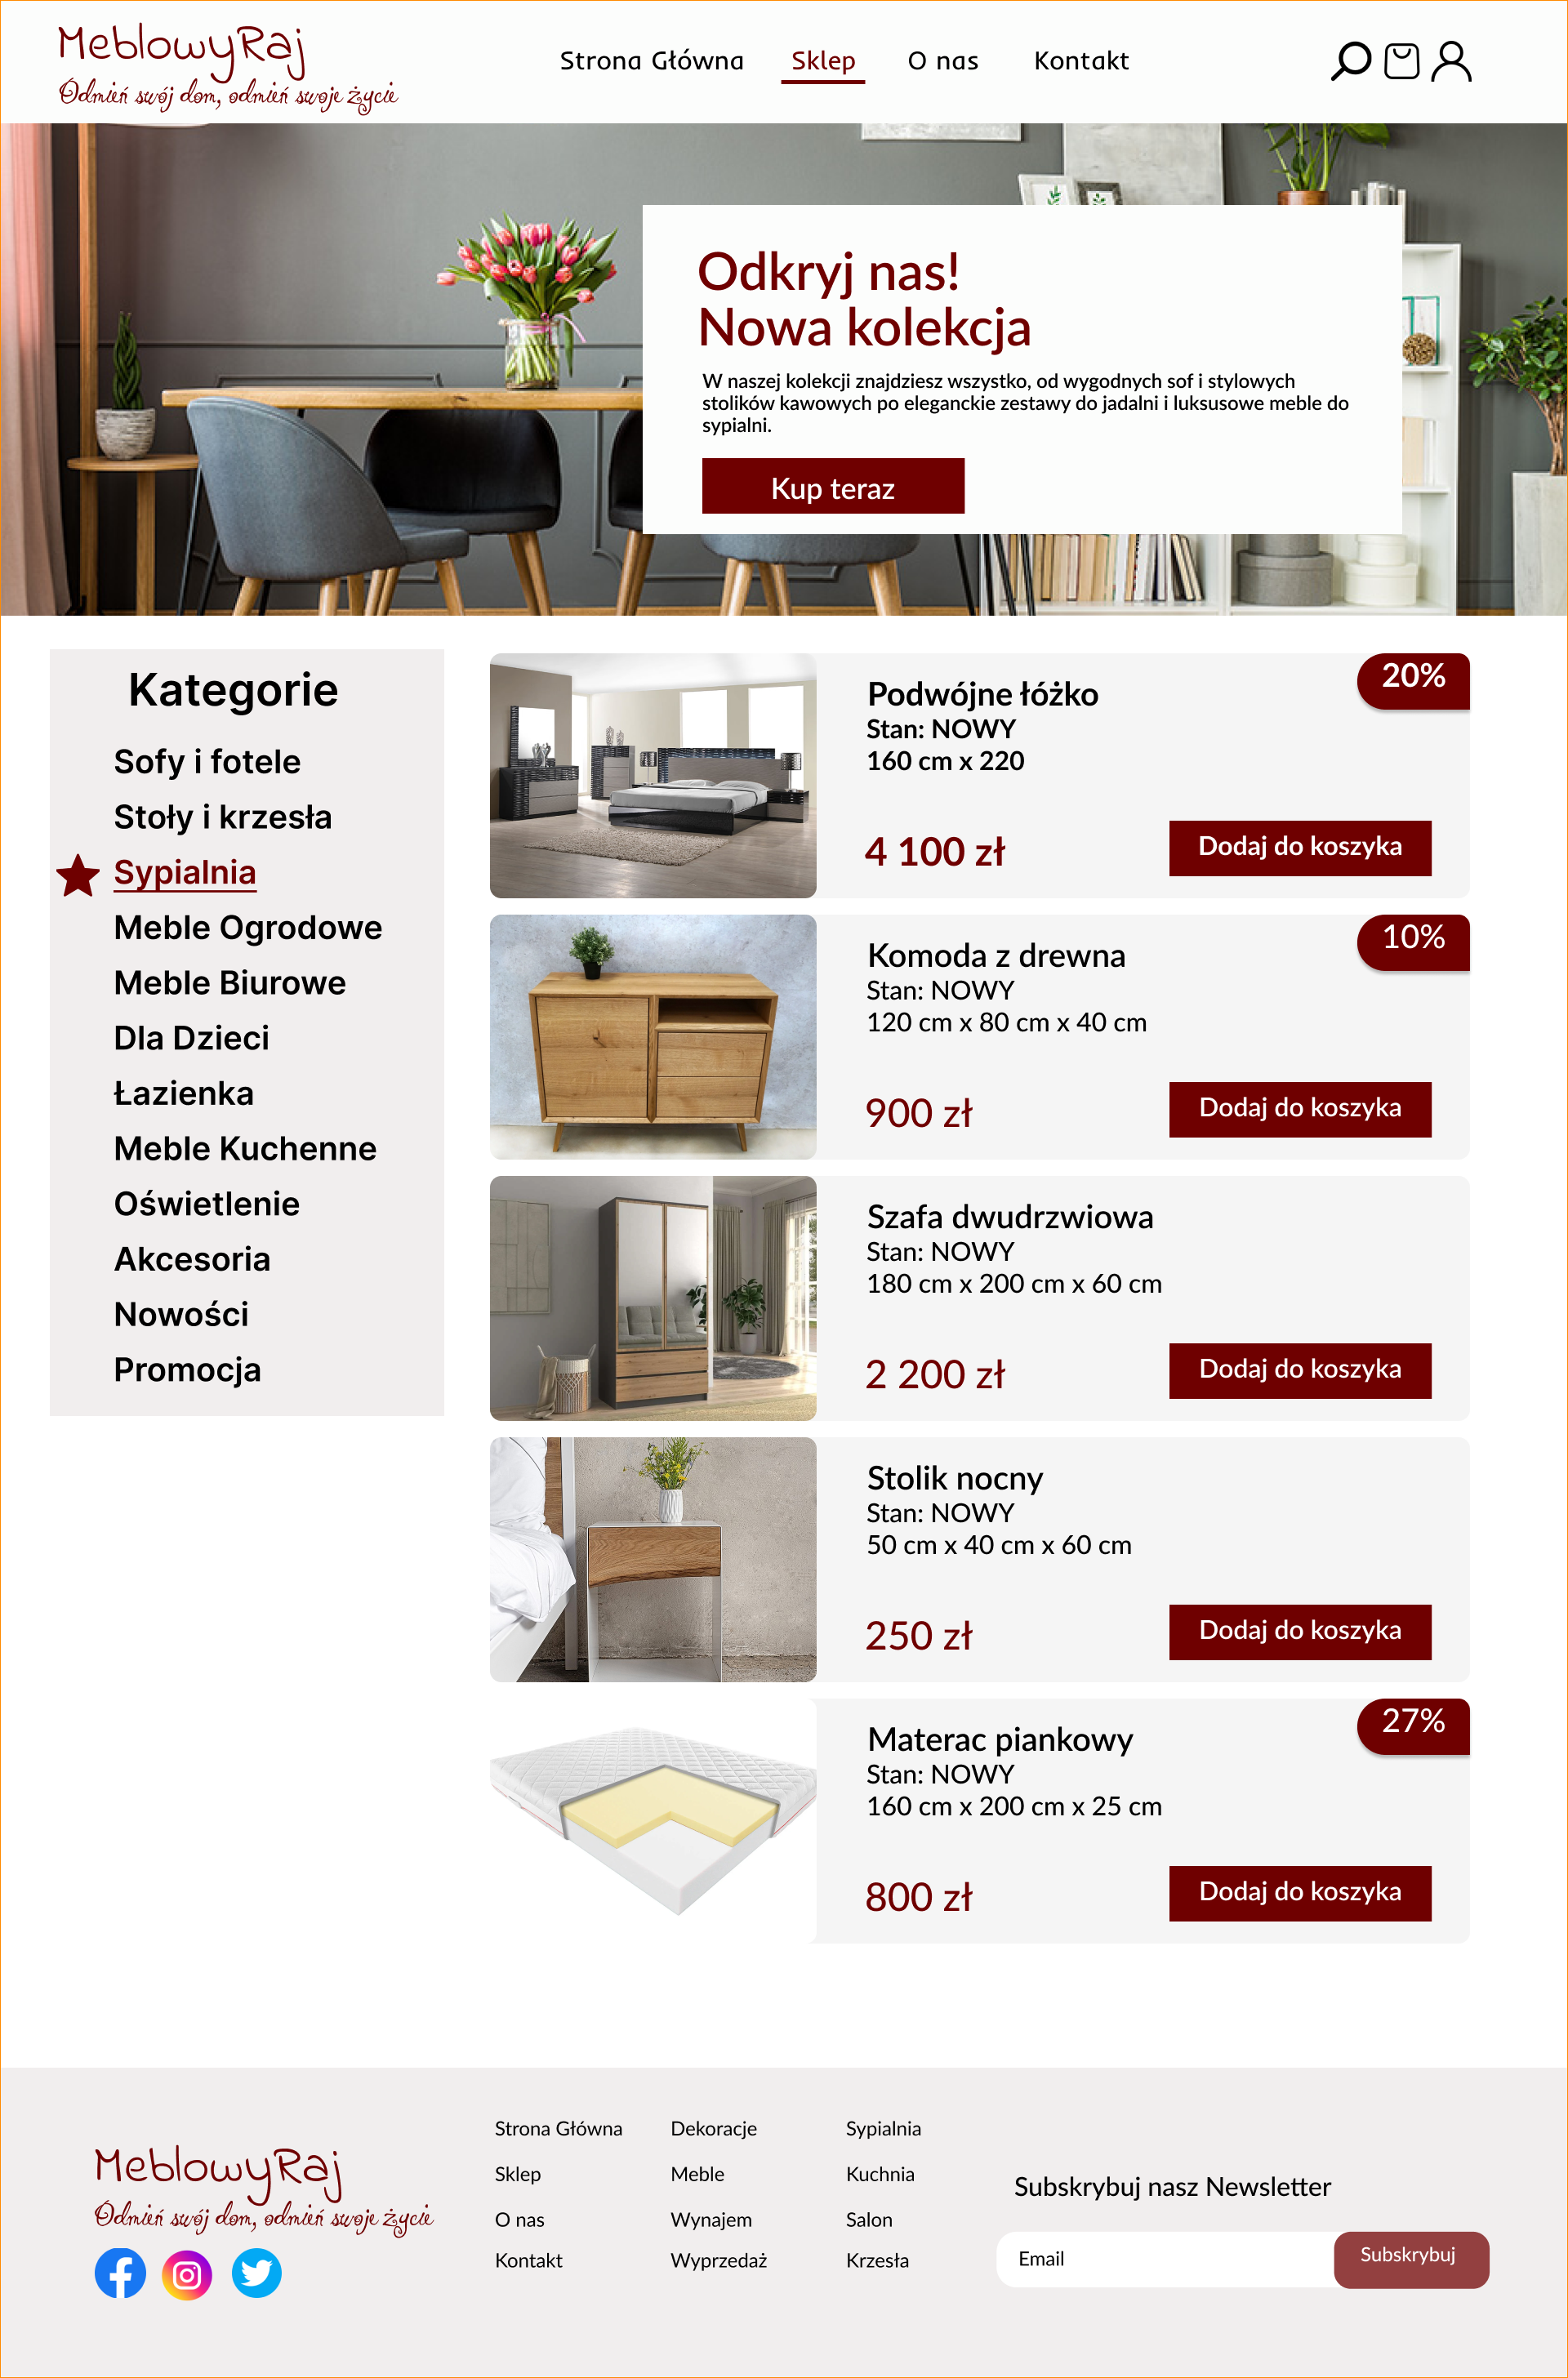 MeblowyRaj
Odmień swój dom, odmień swoje życie
Strona Główna
Sklep
O nas
Kontakt
Odkryj nas!
Nowa kolekcja
W naszej kolekcji znajdziesz wszystko, od wygodnych sof i stylowych
stolików kawowych po eleganckie zestawy do jadalni i luksusowe meble do
sypialni.
Kup teraz
Kategorie
Sofy i fotele
Stoły i krzesła
Sypialnia
Meble Ogrodowe
Meble Biurowe
Dla Dzieci
Łazienka
Meble Kuchenne
Oświetlenie
Akcesoria
Nowości
Promocja
20%
Podwójne łóżko
Stan: NOWY
160 cm x 220
4 100 zł
Dodaj do koszyka
10%
Komoda z drewna
Stan: NOWY
120 cm x 80 cm x 40 cm
900 zł
Dodaj do koszyka
Szafa dwudrzwiowa
Stan: NOWY
180 cm x 200 cm x 60 cm
2 200 zł
Dodaj do koszyka
Stolik nocny
Stan: NOWY
50 cm x 40 cm x 60 cm
250 zł
Dodaj do koszyka
27%
Materac piankowy
Stan: NOWY
160 cm x 200 cm x 25 cm
800 zł
Dodaj do koszyka
MeblowyRaj
Odmień swój dom, odmień swoje życie
Strona Główna
Sklep
O nas
Kontakt
Dekoracje
Meble
Wynajem
Wyprzedaż
Sypialnia
Kuchnia
Salon
Krzesła
Subskrybuj nasz Newsletter
Email
Subskrybuj